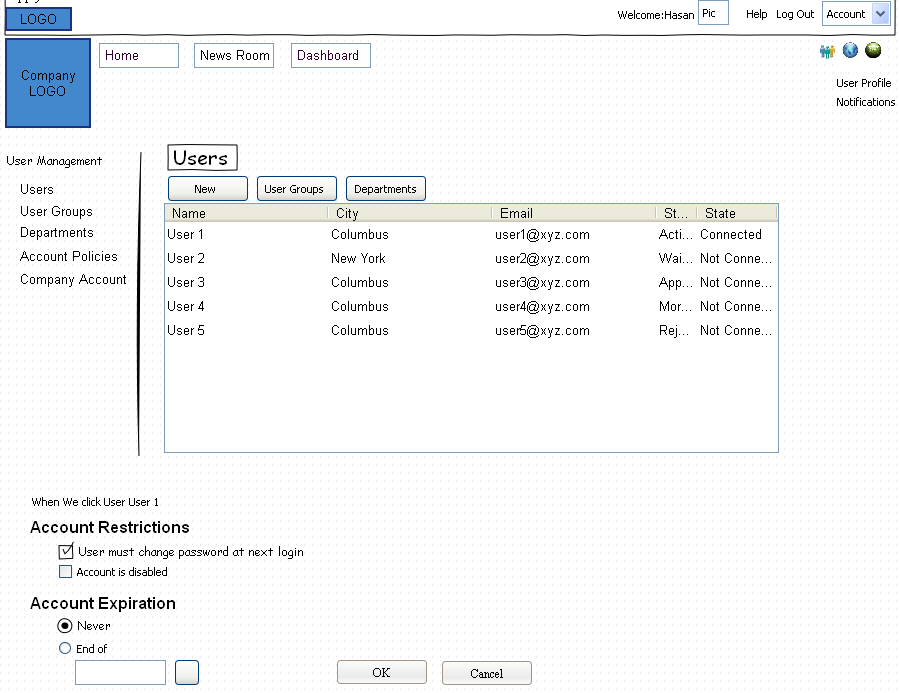 LOGO
Welcome:Hasan Pic Help Log Out Account
Company
LOGO
Home News Room Dashboard
User Profile
Notifications
User Management
Users
User Groups
Departments
Account Policies
Company Account
Users
New User Groups Departments
Name City Email St... State
User 1 Columbus user1@xyz.com Acti... Connected
User 2 New York user2@xyz.com Wai... Not Conne...
User 3 Columbus user3@xyz.com App... Not Conne...
User 4 Columbus user4@xyz.com Mor... Not Conne...
User 5 Columbus user5@xyz.com Rej... Not Conne...
When We click User User 1
Account Restrictions
User must change password at next login
Account is disabled
Account Expiration
Never
End of
OK Cancel